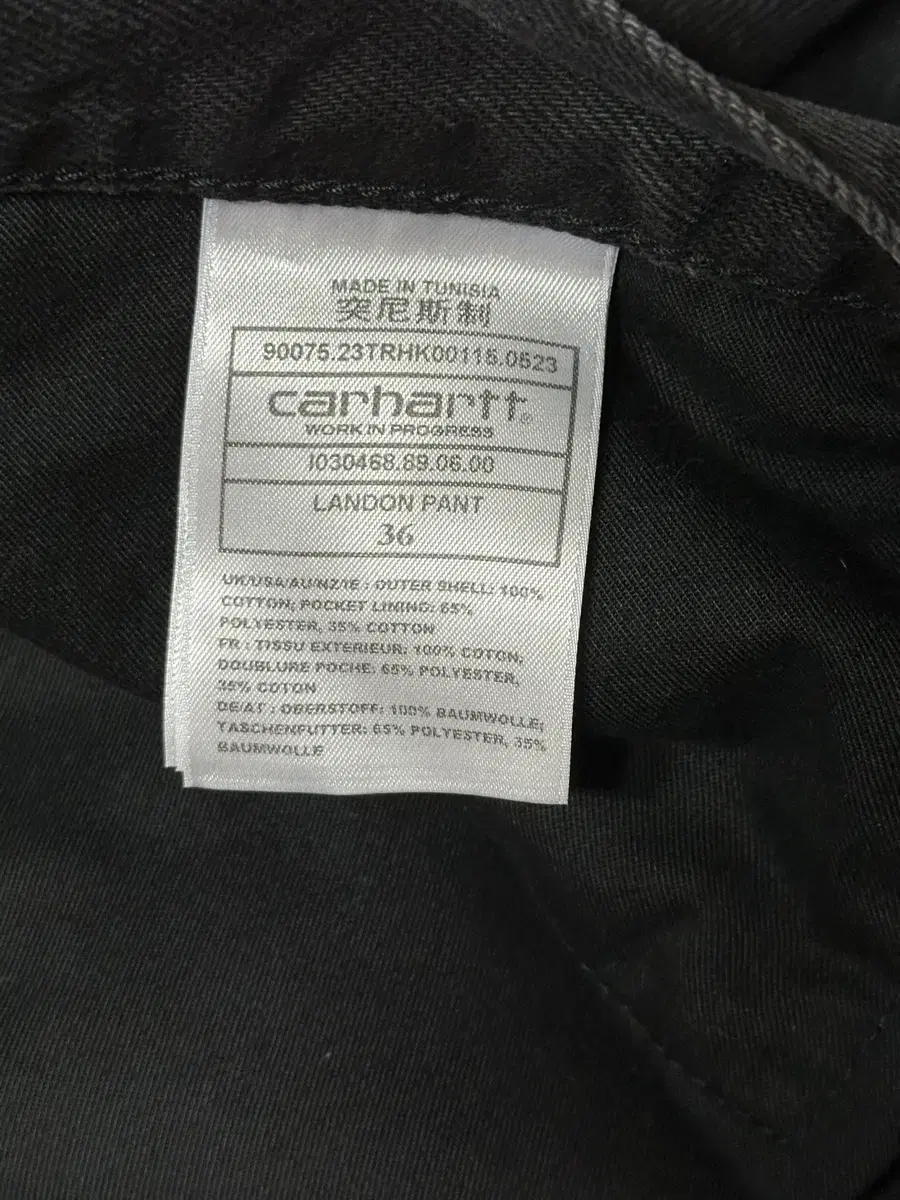 MADE IN TUNISIA
突尼斯制
90075.23TRHK00115.0523
carhartt®
WORK IN PROGRESS
I030468.89.06.00
LANDON PANT
36
UK/USA/AU/NZ/IE : OUTER SHELL: 100%
COTTON; POCKET LINING: 65%
POLYESTER, 35% COTTON
FR : TISSU EXTERIEUR: 100% COTON;
DOUBLURE POCHE: 65% POLYESTER,
35% COTON
DE/AT : OBERSTOFF: 100% BAUMWOLLE;
TASCHENFUTTER: 65% POLYESTER, 35%
BAUMWOLLE